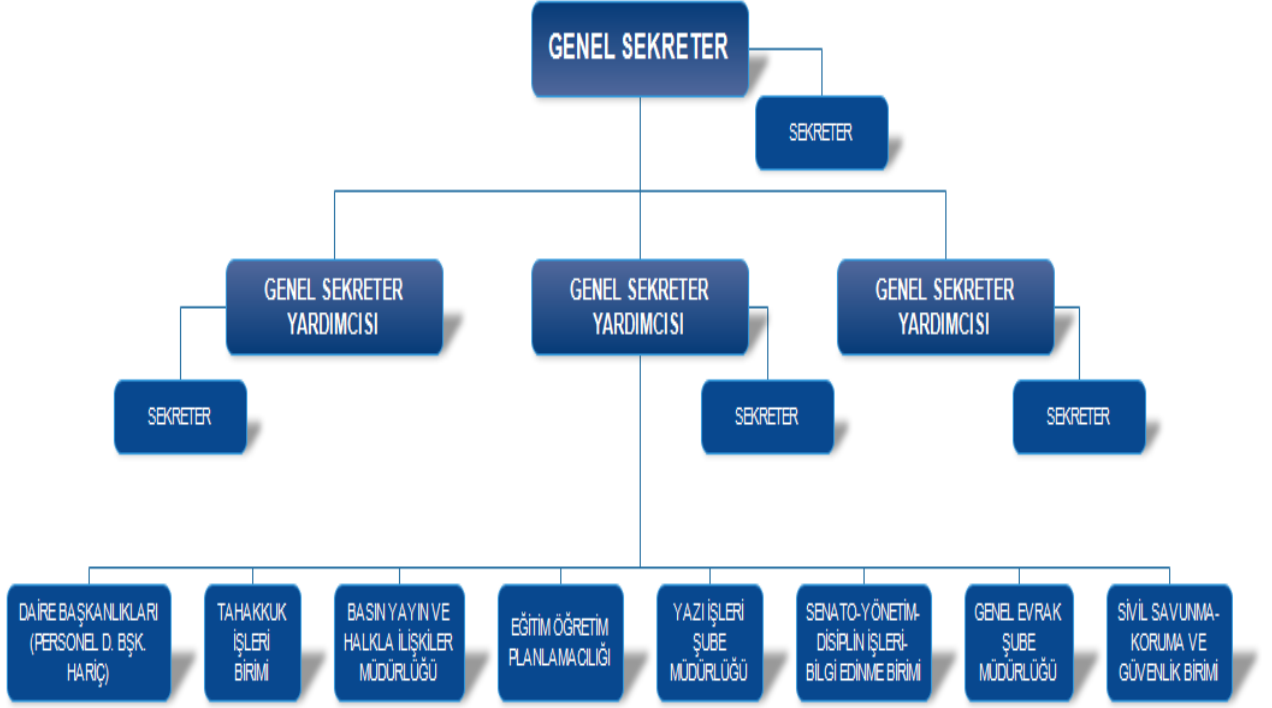 GENEL SEKRETER
SEKRETER
GENEL SEKRETER
YARDIMCISI
GENEL SEKRETER
YARDIMCISI
GENEL SEKRETER
YARDIMCISI
SEKRETER
SEKRETER
SEKRETER
DAİRE BAŞKANLIKLARI
(PERSONEL D. BŞK.
HARİÇ)
TAHAKKUK
İŞLERİ
BİRİMİ
BASIN YAYIN VE
HALKLA İLİŞKİLER
MÜDÜRLÜĞÜ
EĞİTİM ÖĞRETİM
PLANLAMACILIĞI
YAZI İŞLERİ
ŞUBE
MÜDÜRLÜĞÜ
SENATO-YÖNETİM-
DİSİPLİN İŞLERİ-
BİLGİ EDİNME BİRİMİ
GENEL EVRAK
ŞUBE
MÜDÜRLÜĞÜ
SİVİL SAVUNMA-
KORUMA VE
GÜVENLİK BİRİMİ